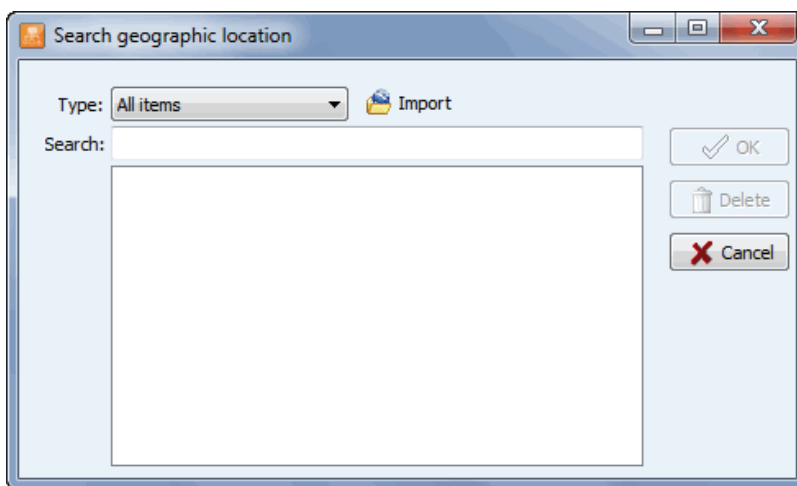 Search geographic location
Type: All items Import
Search:
OK
Delete
Cancel